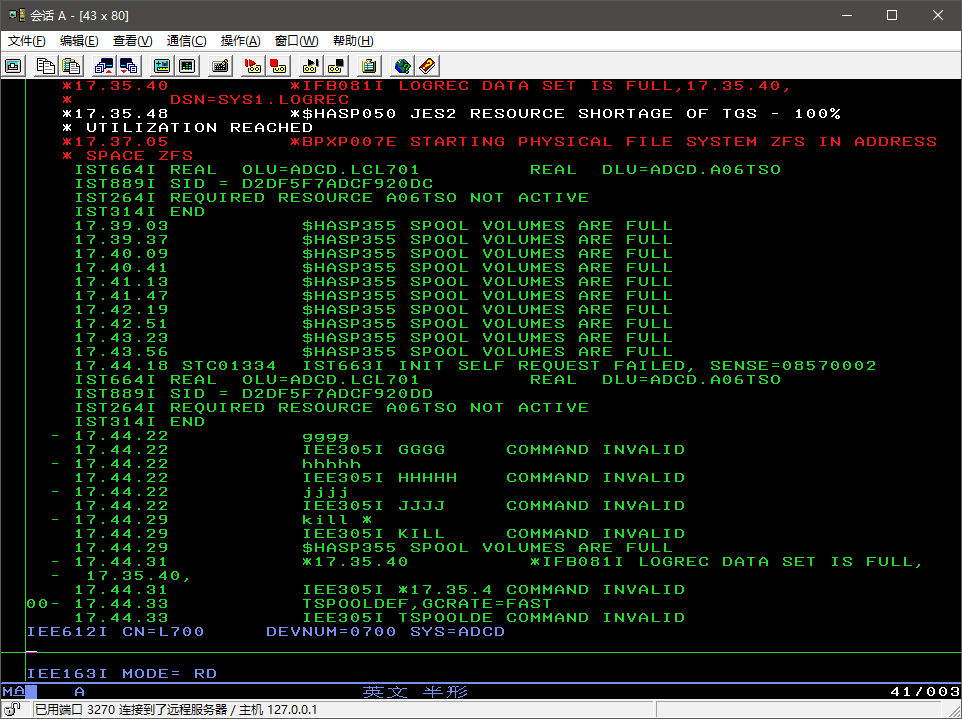 会话 A - [43 x 80]
文件(F) 编辑(E) 查看(V) 通信(C) 操作(A) 窗口(W) 帮助(H)
*17.35.40 *IFB081I LOGREC DATA SET IS FULL,17.35.40,
* DSN=SYS1.LOGREC
*17.35.48 *$HASP050 JES2 RESOURCE SHORTAGE OF TGS - 100%
* UTILIZATION REACHED
*17.37.05 *BPXP007E STARTING PHYSICAL FILE SYSTEM ZFS IN ADDRESS
* SPACE ZFS
IST664I REAL OLU=ADCD.LCL701 REAL DLU=ADCD.A06TSO
IST889I SID = D2DF5F7ADCF920DC
IST264I REQUIRED RESOURCE A06TSO NOT ACTIVE
IST314I END
17.39.03 $HASP355 SPOOL VOLUMES ARE FULL
17.39.37 $HASP355 SPOOL VOLUMES ARE FULL
17.40.09 $HASP355 SPOOL VOLUMES ARE FULL
17.40.41 $HASP355 SPOOL VOLUMES ARE FULL
17.41.13 $HASP355 SPOOL VOLUMES ARE FULL
17.41.47 $HASP355 SPOOL VOLUMES ARE FULL
17.42.19 $HASP355 SPOOL VOLUMES ARE FULL
17.42.51 $HASP355 SPOOL VOLUMES ARE FULL
17.43.23 $HASP355 SPOOL VOLUMES ARE FULL
17.43.56 $HASP355 SPOOL VOLUMES ARE FULL
17.44.18 STC01334 IST663I INIT SELF REQUEST FAILED, SENSE=08570002
IST664I REAL OLU=ADCD.LCL701 REAL DLU=ADCD.A06TSO
IST889I SID = D2DF5F7ADCF920DD
IST264I REQUIRED RESOURCE A06TSO NOT ACTIVE
IST314I END
- 17.44.22 gggg
17.44.22 IEE305I GGGG COMMAND INVALID
- 17.44.22 hhhhh
17.44.22 IEE305I HHHHH COMMAND INVALID
- 17.44.22 jjjj
17.44.22 IEE305I JJJJ COMMAND INVALID
- 17.44.29 kill *
17.44.29 IEE305I KILL COMMAND INVALID
17.44.29 $HASP355 SPOOL VOLUMES ARE FULL
- 17.44.31 *17.35.40 *IFB081I LOGREC DATA SET IS FULL,
- 17.35.40,
17.44.31 IEE305I *17.35.4 COMMAND INVALID
00- 17.44.33 TSPOOLDEF,GCRATE=FAST
17.44.33 IEE305I TSPOOLDE COMMAND INVALID
IEE612I CN=L700 DEVNUM=0700 SYS=ADCD
IEE163I MODE= RD
MA A 英文 半形 41/003
已用端口 3270 连接到了远程服务器 / 主机 127.0.0.1